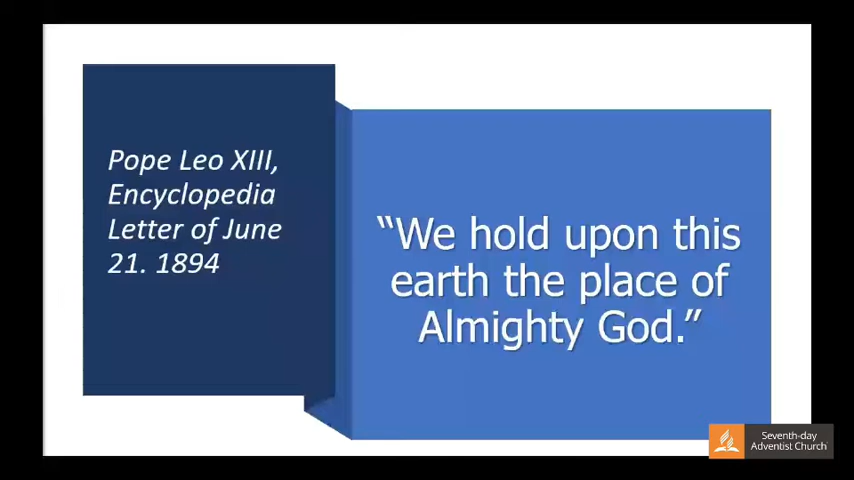 Pope Leo XIII,
Encyclopedia
Letter of June
21. 1894
“We hold upon this
earth the place of
Almighty God.”
Seventh-day
Adventist Church